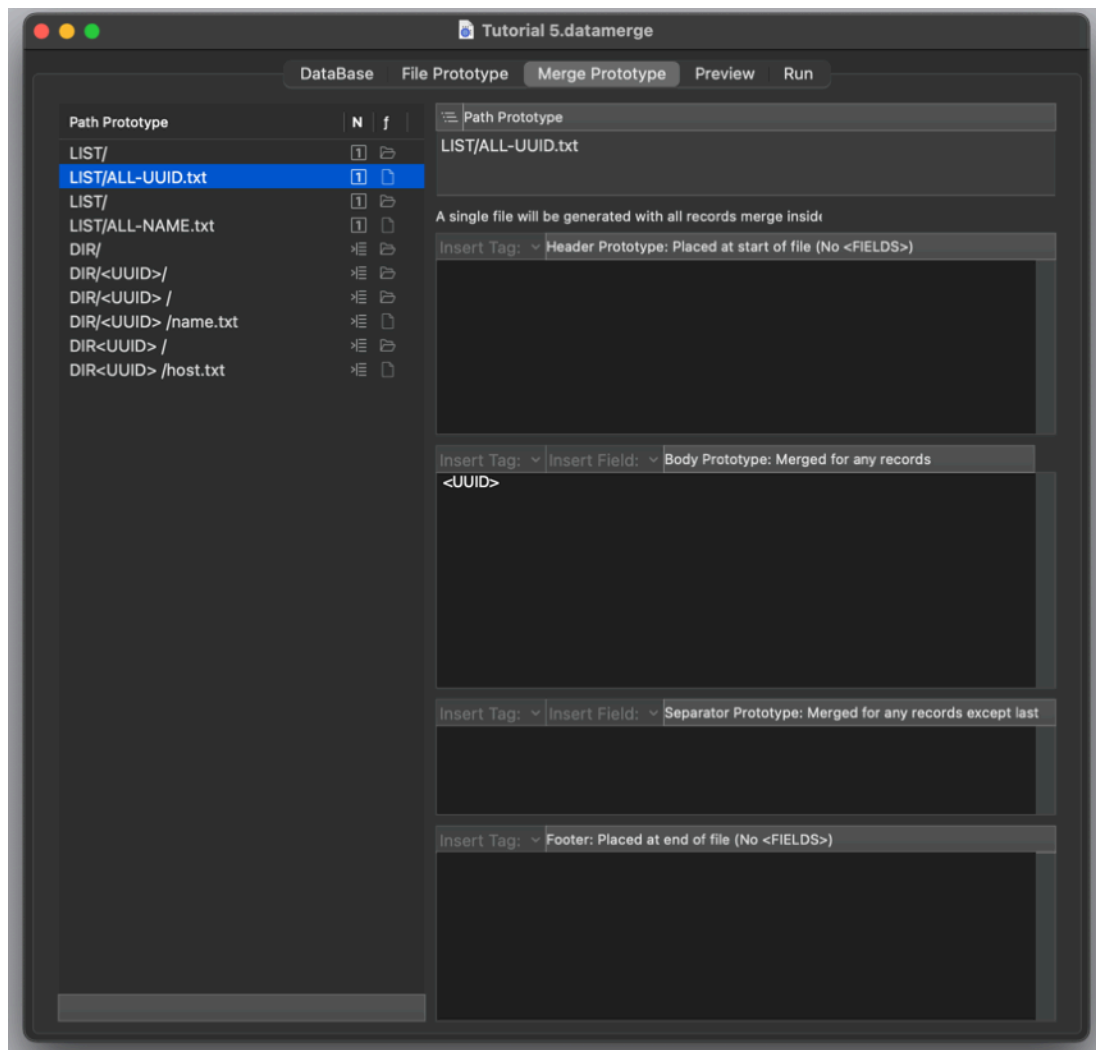 Tutorial 5.datamerge
DataBase File Prototype Merge Prototype Preview Run
Path Prototype N f
LIST/ 1
LIST/ALL-UUID.txt 1
LIST/ 1
LIST/ALL-NAME.txt 1
DIR/
DIR/<UUID>/
DIR/<UUID> /
DIR/<UUID> /name.txt
DIR<UUID> /
DIR<UUID> /host.txt
Path Prototype
LIST/ALL-UUID.txt
A single file will be generated with all records merge inside
Insert Tag: Header Prototype: Placed at start of file (No <FIELDS>)
Insert Tag: Insert Field: Body Prototype: Merged for any records
<UUID>
Insert Tag: Insert Field: Separator Prototype: Merged for any records except last
Insert Tag: Footer: Placed at end of file (No <FIELDS>)